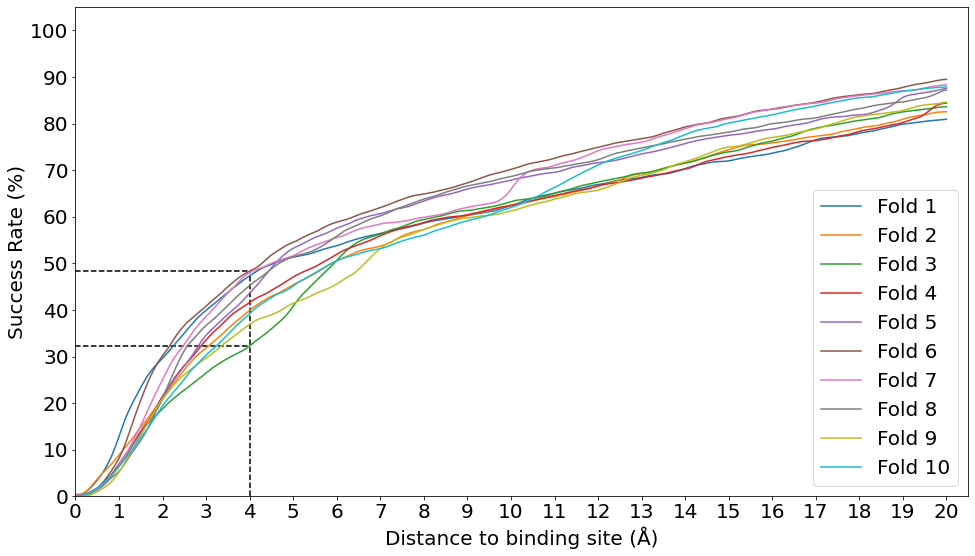 Success Rate (%)
100
90
80
70
60
50
40
30
20
10
0
0 1 2 3 4 5 6 7 8 9 10 11 12 13 14 15 16 17 18 19 20
Distance to binding site (Å)
Fold 1
Fold 2
Fold 3
Fold 4
Fold 5
Fold 6
Fold 7
Fold 8
Fold 9
Fold 10